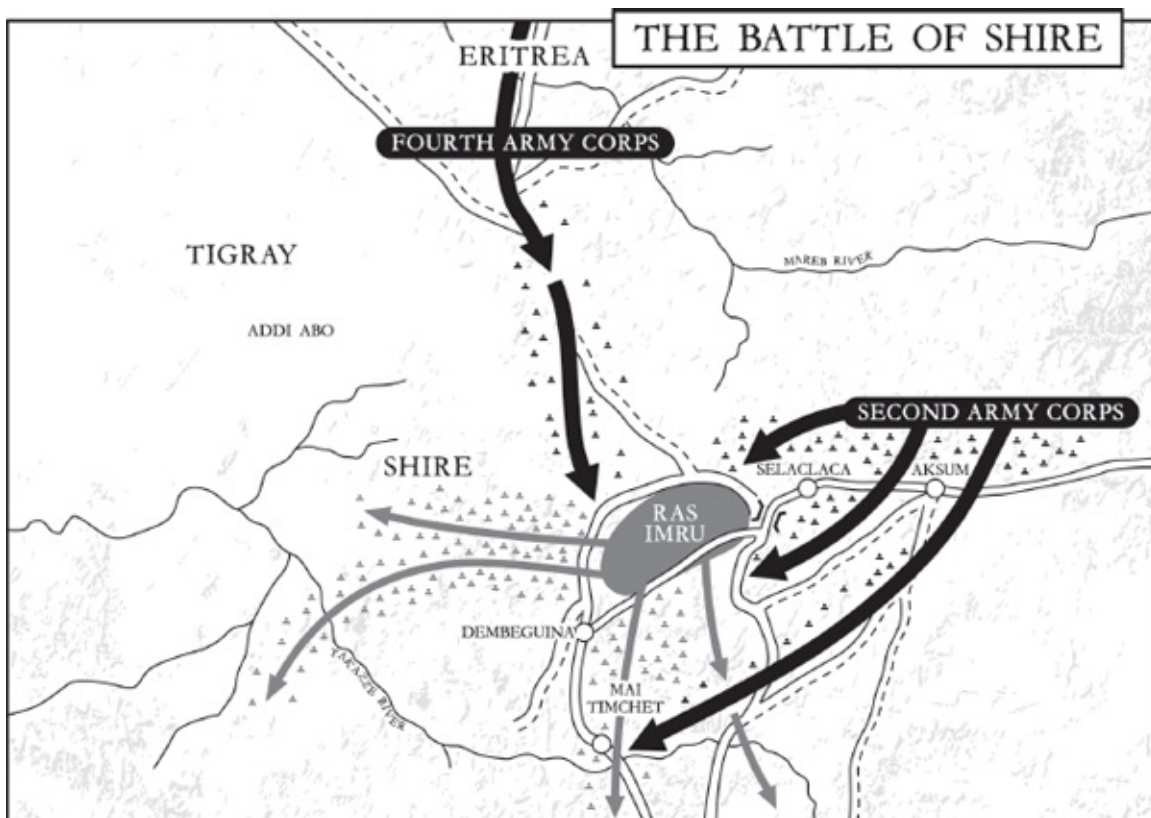 THE BATTLE OF SHIRE
ERITREA
FOURTH ARMY CORPS
TIGRAY
MAREB RIVER
ADDI ABO
SECOND ARMY CORPS
SHIRE
SELACLACA
AKSUM
RAS
IMRU
DEMBEGUINA
MAI
TIMCHET
TAKAZZE RIVER